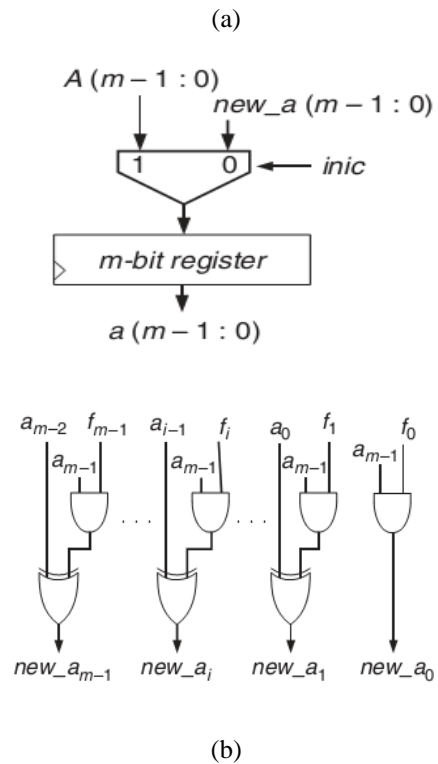 (a)
A (m − 1 : 0)
new_a (m − 1 : 0)
1 0
inic
m-bit register
a (m − 1 : 0)
a_{m−2} f_{m−1} a_{i−1} f_i a_0 f_1 f_0
a_{m−1} a_{m−1} a_{m−1} a_{m−1}
. . . . . .
new_a_{m−1} new_a_i new_a_1 new_a_0
(b)